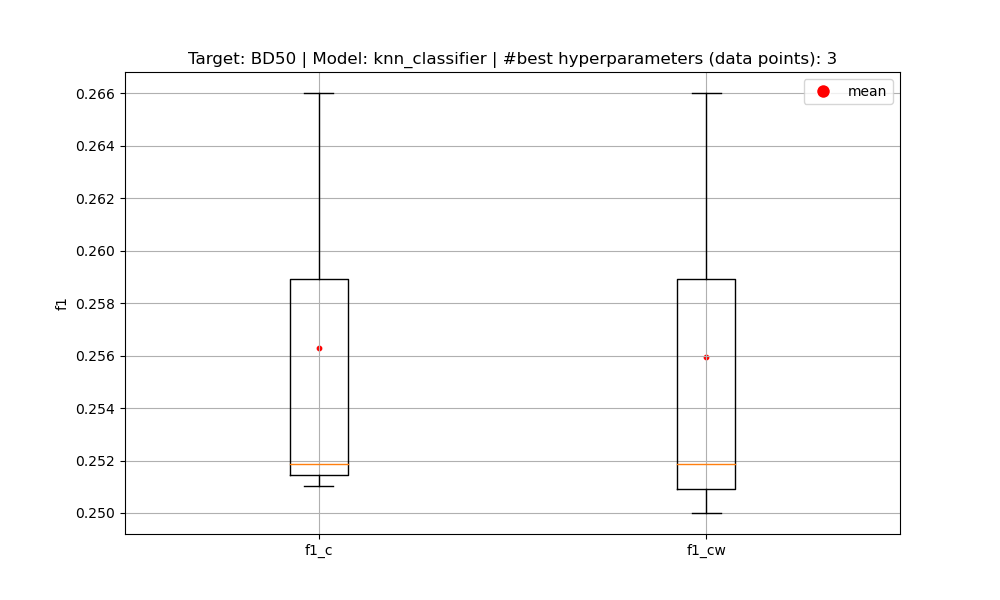 Target: BD50 | Model: knn_classifier | #best hyperparameters (data points): 3
mean
0.266
0.264
0.262
0.260
0.258
0.256
0.254
0.252
0.250
f1
f1_c
f1_cw